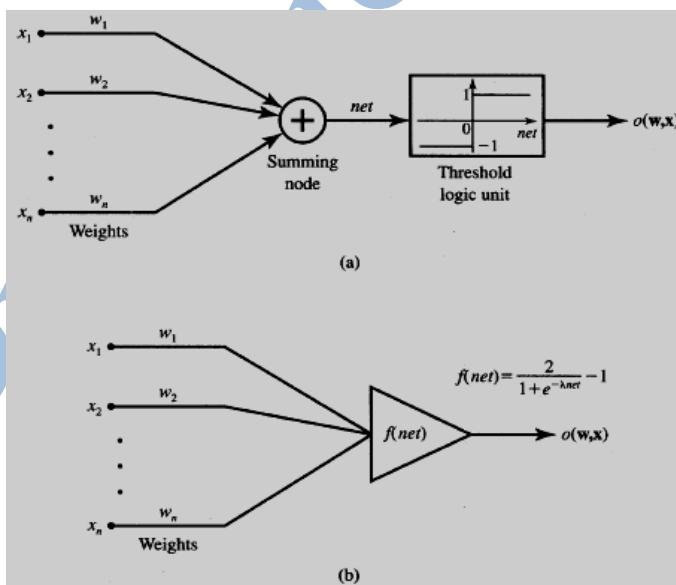 x₁ w₁
x₂ w₂
xₙ wₙ
Weights
+
Summing node
net
1
0
net
−1
Threshold logic unit
o(w,x)
(a)
x₁ w₁
x₂ w₂
xₙ wₙ
Weights
f(net)
f(net) = 2 / (1 + e^(−λnet)) − 1
o(w,x)
(b)